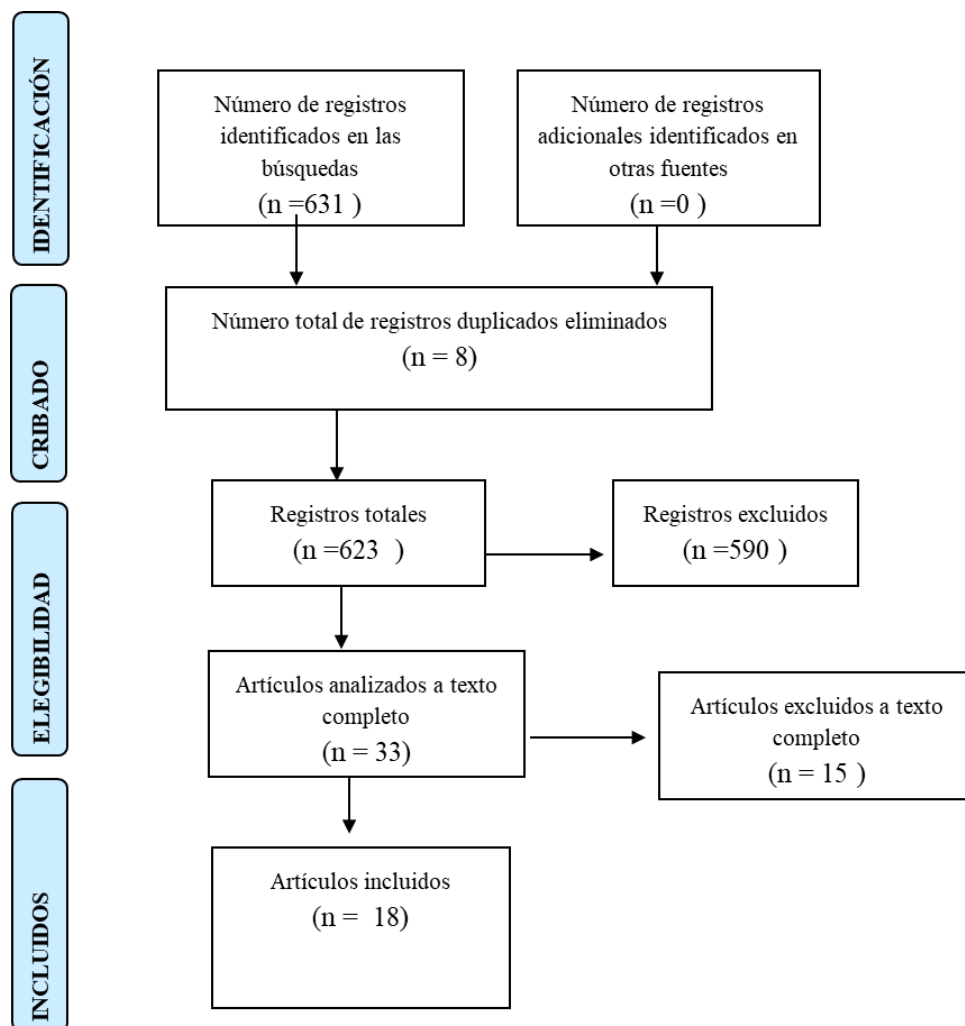 IDENTIFICACIÓN
Número de registros
identificados en las
búsquedas
(n =631 )
Número de registros
adicionales identificados en
otras fuentes
(n =0 )
CRIBADO
Número total de registros duplicados eliminados
(n = 8)
ELEGIBILIDAD
Registros totales
(n =623 )
Registros excluidos
(n =590 )
Artículos analizados a texto
completo
(n = 33)
Artículos excluidos a texto
completo
(n = 15 )
INCLUIDOS
Artículos incluidos
(n = 18)